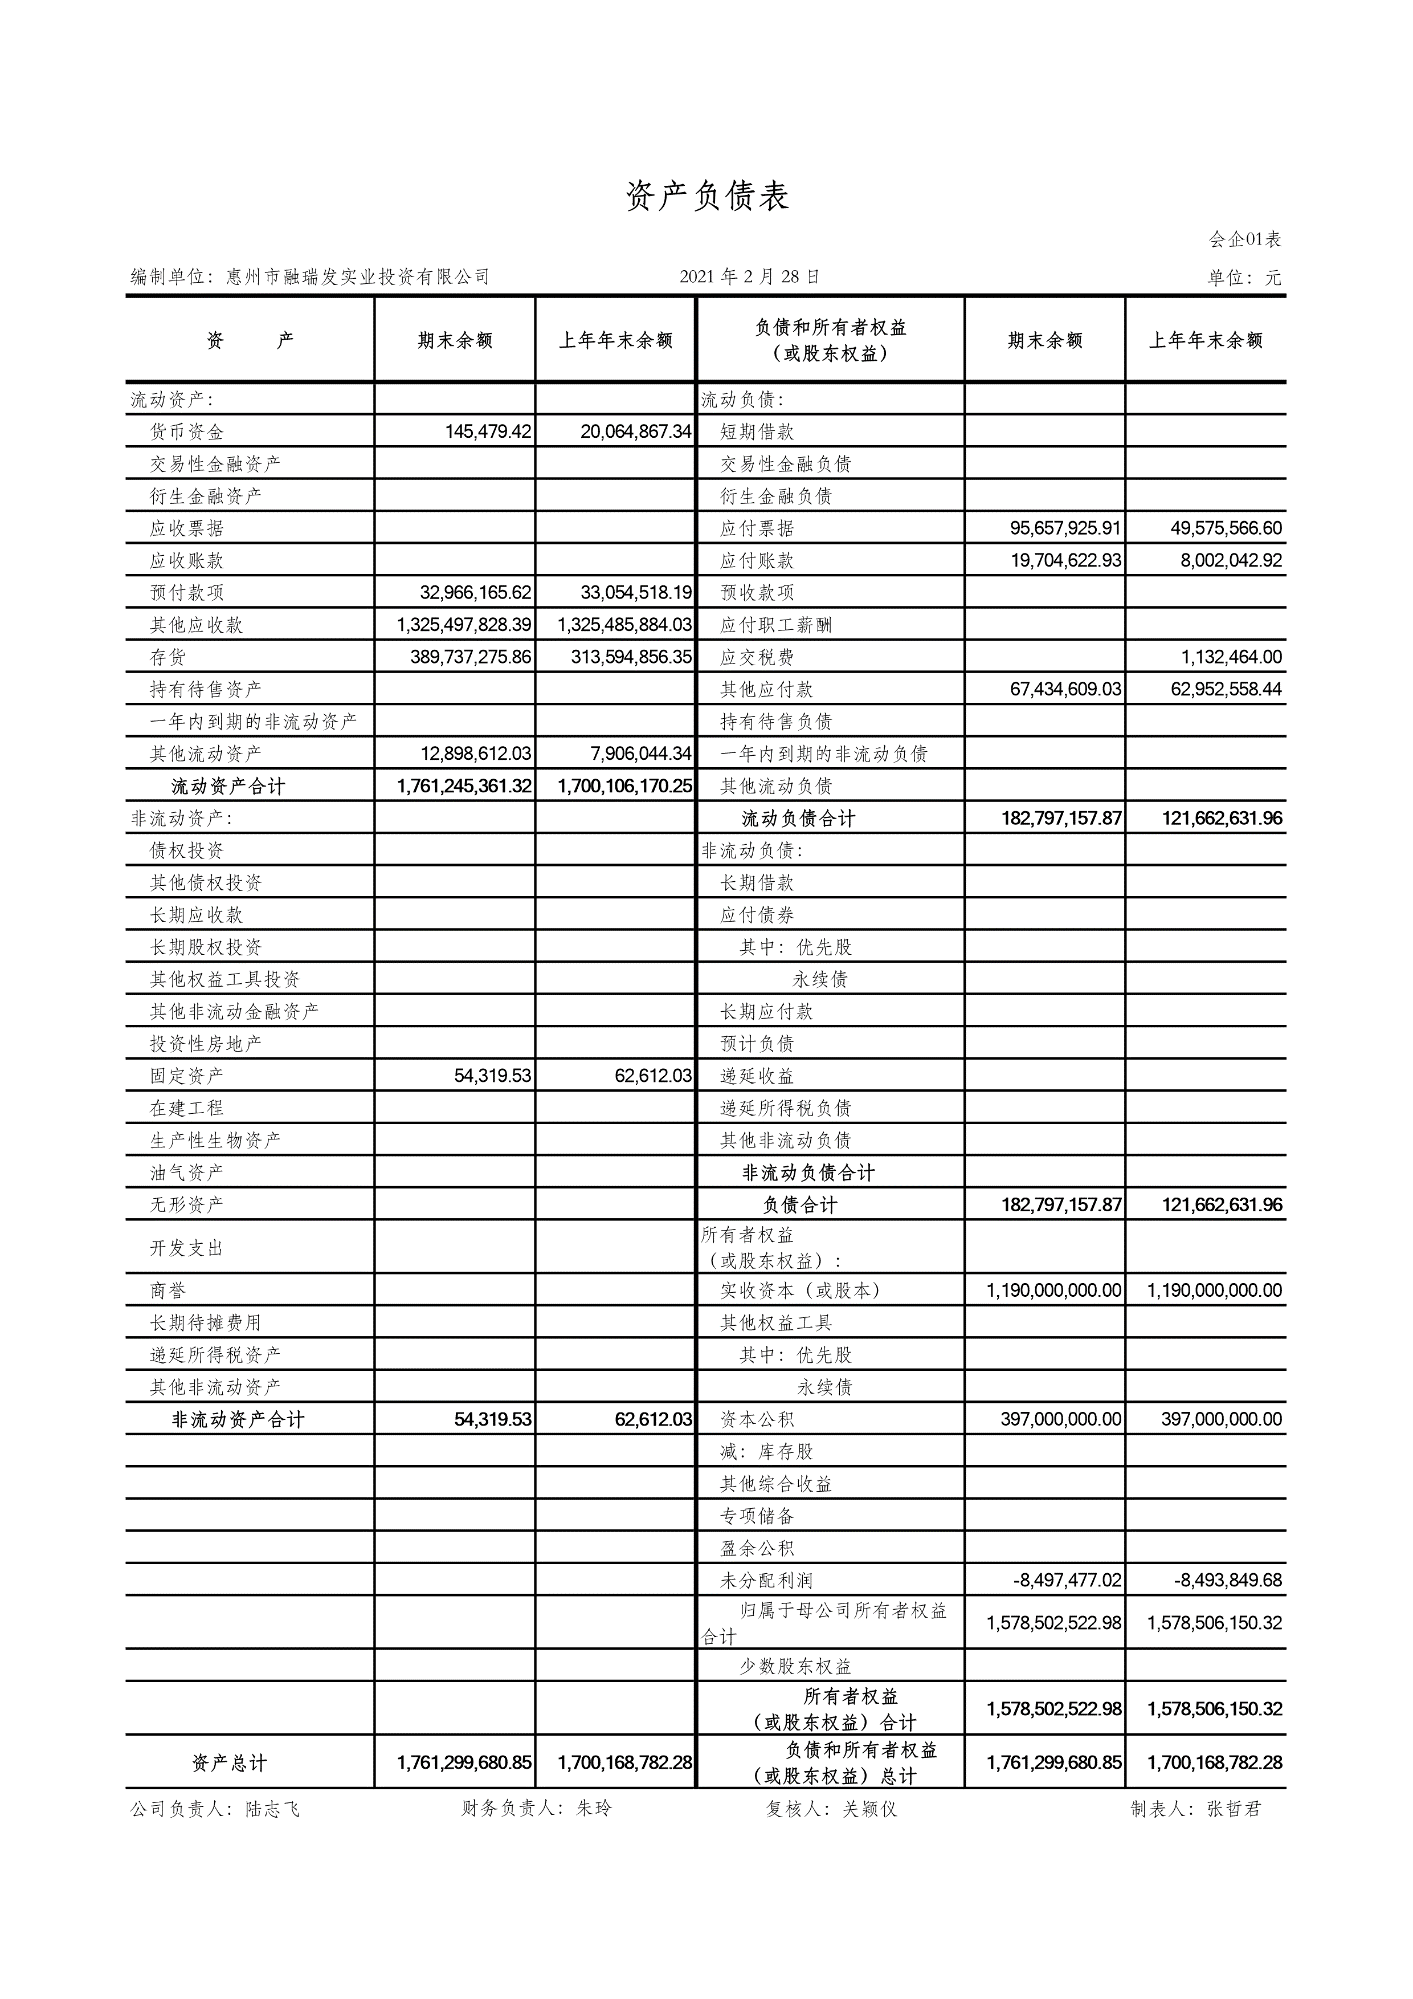 资产负债表
会企01表
编制单位：惠州市融瑞发实业投资有限公司 2021 年 2 月 28 日 单位：元
资 产 期末余额 上年年末余额 负债和所有者权益（或股东权益） 期末余额 上年年末余额
流动资产： 流动负债：
货币资金 145,479.42 20,064,867.34 短期借款
交易性金融资产 交易性金融负债
衍生金融资产 衍生金融负债
应收票据 应付票据 95,657,925.91 49,575,566.60
应收账款 应付账款 19,704,622.93 8,002,042.92
预付款项 32,966,165.62 33,054,518.19 预收款项
其他应收款 1,325,497,828.39 1,325,485,884.03 应付职工薪酬
存货 389,737,275.86 313,594,856.35 应交税费 1,132,464.00
持有待售资产 其他应付款 67,434,609.03 62,952,558.44
一年内到期的非流动资产 持有待售负债
其他流动资产 12,898,612.03 7,906,044.34 一年内到期的非流动负债
流动资产合计 1,761,245,361.32 1,700,106,170.25 其他流动负债
非流动资产： 流动负债合计 182,797,157.87 121,662,631.96
债权投资 非流动负债：
其他债权投资 长期借款
长期应收款 应付债券
长期股权投资 其中：优先股
其他权益工具投资 永续债
其他非流动金融资产 长期应付款
投资性房地产 预计负债
固定资产 54,319.53 62,612.03 递延收益
在建工程 递延所得税负债
生产性生物资产 其他非流动负债
油气资产 非流动负债合计
无形资产 负债合计 182,797,157.87 121,662,631.96
开发支出 所有者权益（或股东权益）:
商誉 实收资本（或股本） 1,190,000,000.00 1,190,000,000.00
长期待摊费用 其他权益工具
递延所得税资产 其中：优先股
其他非流动资产 永续债
非流动资产合计 54,319.53 62,612.03 资本公积 397,000,000.00 397,000,000.00
减：库存股
其他综合收益
专项储备
盈余公积
未分配利润 -8,497,477.02 -8,493,849.68
归属于母公司所有者权益合计 1,578,502,522.98 1,578,506,150.32
少数股东权益
所有者权益（或股东权益）合计 1,578,502,522.98 1,578,506,150.32
资产总计 1,761,299,680.85 1,700,168,782.28 负债和所有者权益（或股东权益）总计 1,761,299,680.85 1,700,168,782.28
公司负责人：陆志飞 财务负责人：朱玲 复核人：关颖仪 制表人：张哲君